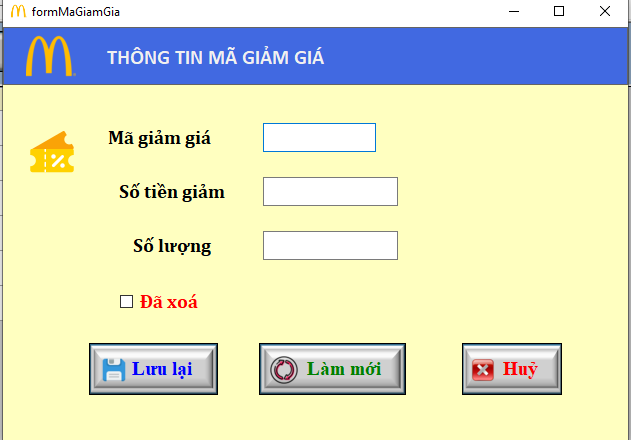 formMaGiamGia
THÔNG TIN MÃ GIẢM GIÁ
Mã giảm giá
Số tiền giảm
Số lượng
Đã xoá
Lưu lại
Làm mới
Huỷ